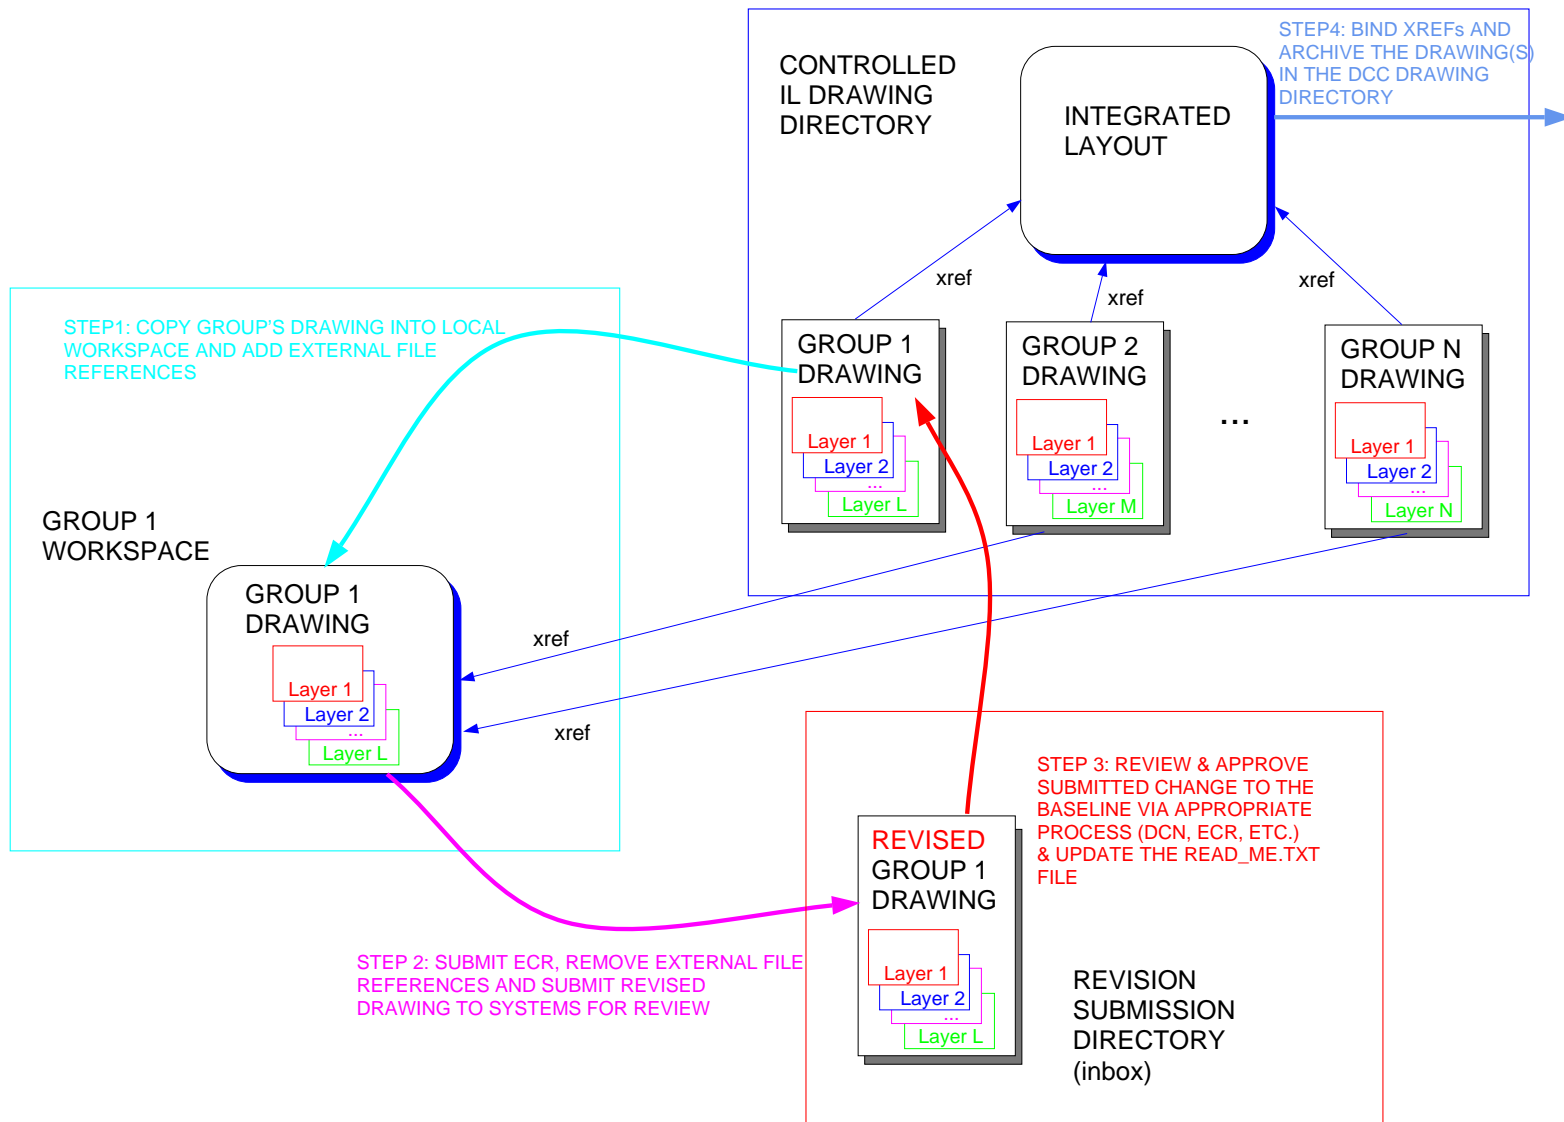 STEP4: BIND XREFs AND
ARCHIVE THE DRAWING(S)
IN THE DCC DRAWING
DIRECTORY
CONTROLLED
IL DRAWING
DIRECTORY
INTEGRATED
LAYOUT
xref
xref
xref
STEP1: COPY GROUP'S DRAWING INTO LOCAL
WORKSPACE AND ADD EXTERNAL FILE
REFERENCES
GROUP 1
DRAWING
Layer 1
Layer 2
...
Layer L
GROUP 2
DRAWING
Layer 1
Layer 2
...
Layer M
...
GROUP N
DRAWING
Layer 1
Layer 2
...
Layer N
GROUP 1
WORKSPACE
GROUP 1
DRAWING
Layer 1
Layer 2
...
Layer L
xref
xref
STEP 3: REVIEW & APPROVE
SUBMITTED CHANGE TO THE
BASELINE VIA APPROPRIATE
PROCESS (DCN, ECR, ETC.)
& UPDATE THE READ_ME.TXT
FILE
REVISED
GROUP 1
DRAWING
Layer 1
Layer 2
...
Layer L
STEP 2: SUBMIT ECR, REMOVE EXTERNAL FILE
REFERENCES AND SUBMIT REVISED
DRAWING TO SYSTEMS FOR REVIEW
REVISION
SUBMISSION
DIRECTORY
(inbox)